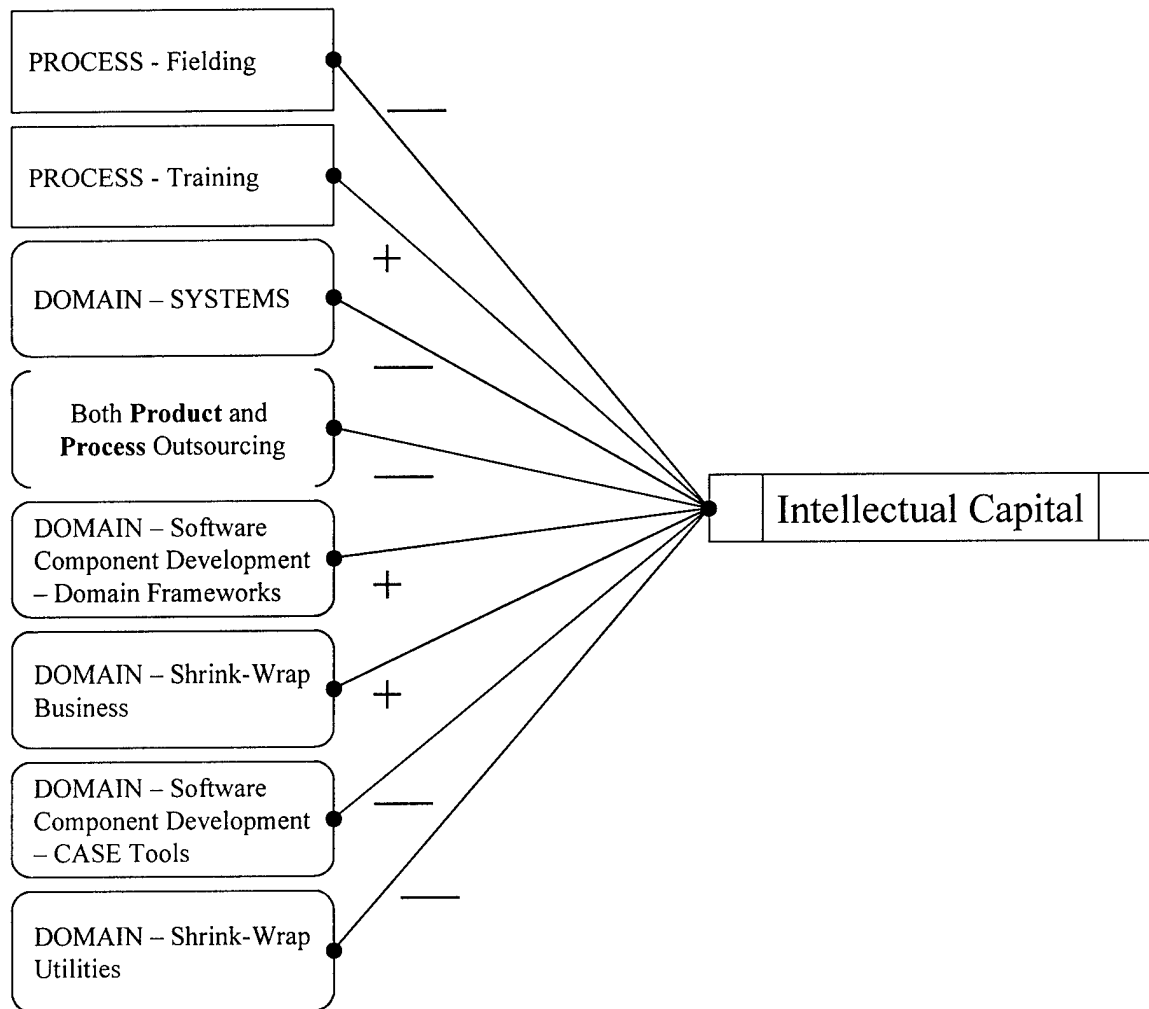 PROCESS - Fielding
—
PROCESS - Training
+
DOMAIN – SYSTEMS
—
Both Product and
Process Outsourcing
—
Intellectual Capital
DOMAIN – Software
Component Development
– Domain Frameworks
+
DOMAIN – Shrink-Wrap
Business
+
DOMAIN – Software
Component Development
– CASE Tools
—
DOMAIN – Shrink-Wrap
Utilities
—